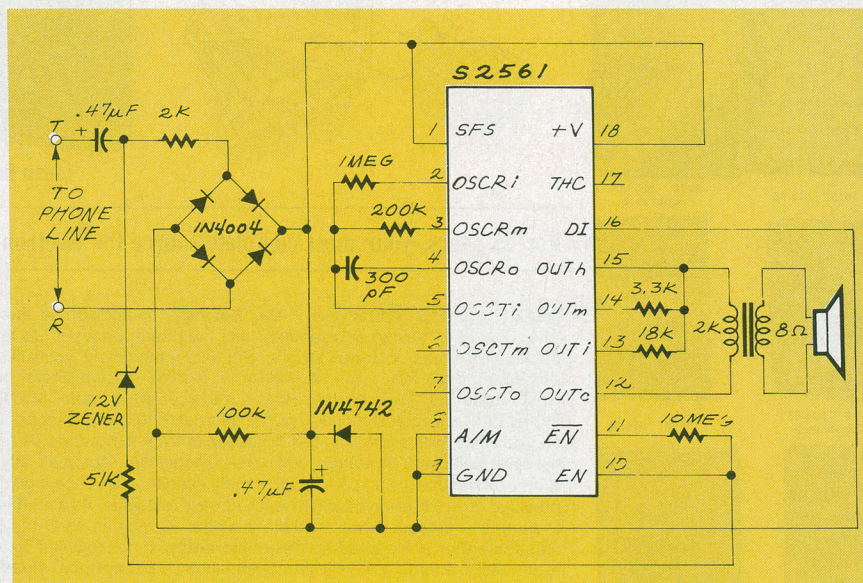 S2561
.47µF
2K
T
+
TO
PHONE
LINE
R
1N4004
1MEG
200K
300
pF
1 SFS
2 OSCRi
3 OSCRm
4 OSCRo
5 OSCTi
6 OSCTm
7 OSCTo
8 A/M
9 GND
+V 18
THC 17
DI 16
OUTh 15
OUTm 14
OUTi 13
OUTc 12
EN 11
EN 10
3.3K
18K
2K
8Ω
10MEG
12V
ZENER
51K
100K
1N4742
.47µF
+